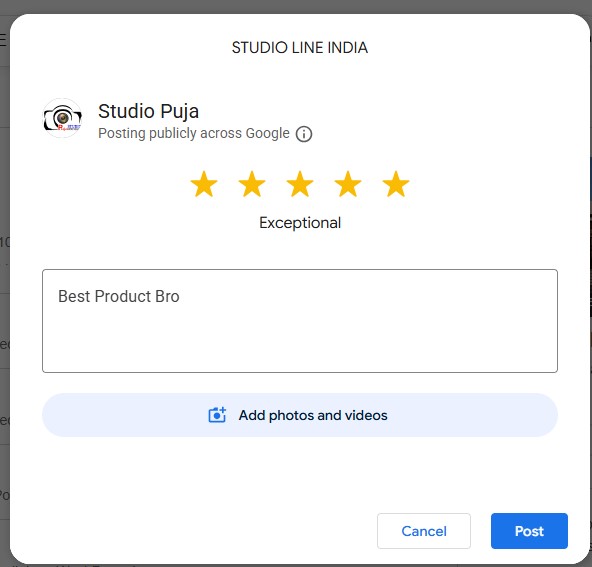 STUDIO LINE INDIA
Studio Puja
Posting publicly across Google
Exceptional
Best Product Bro
Add photos and videos
Cancel
Post